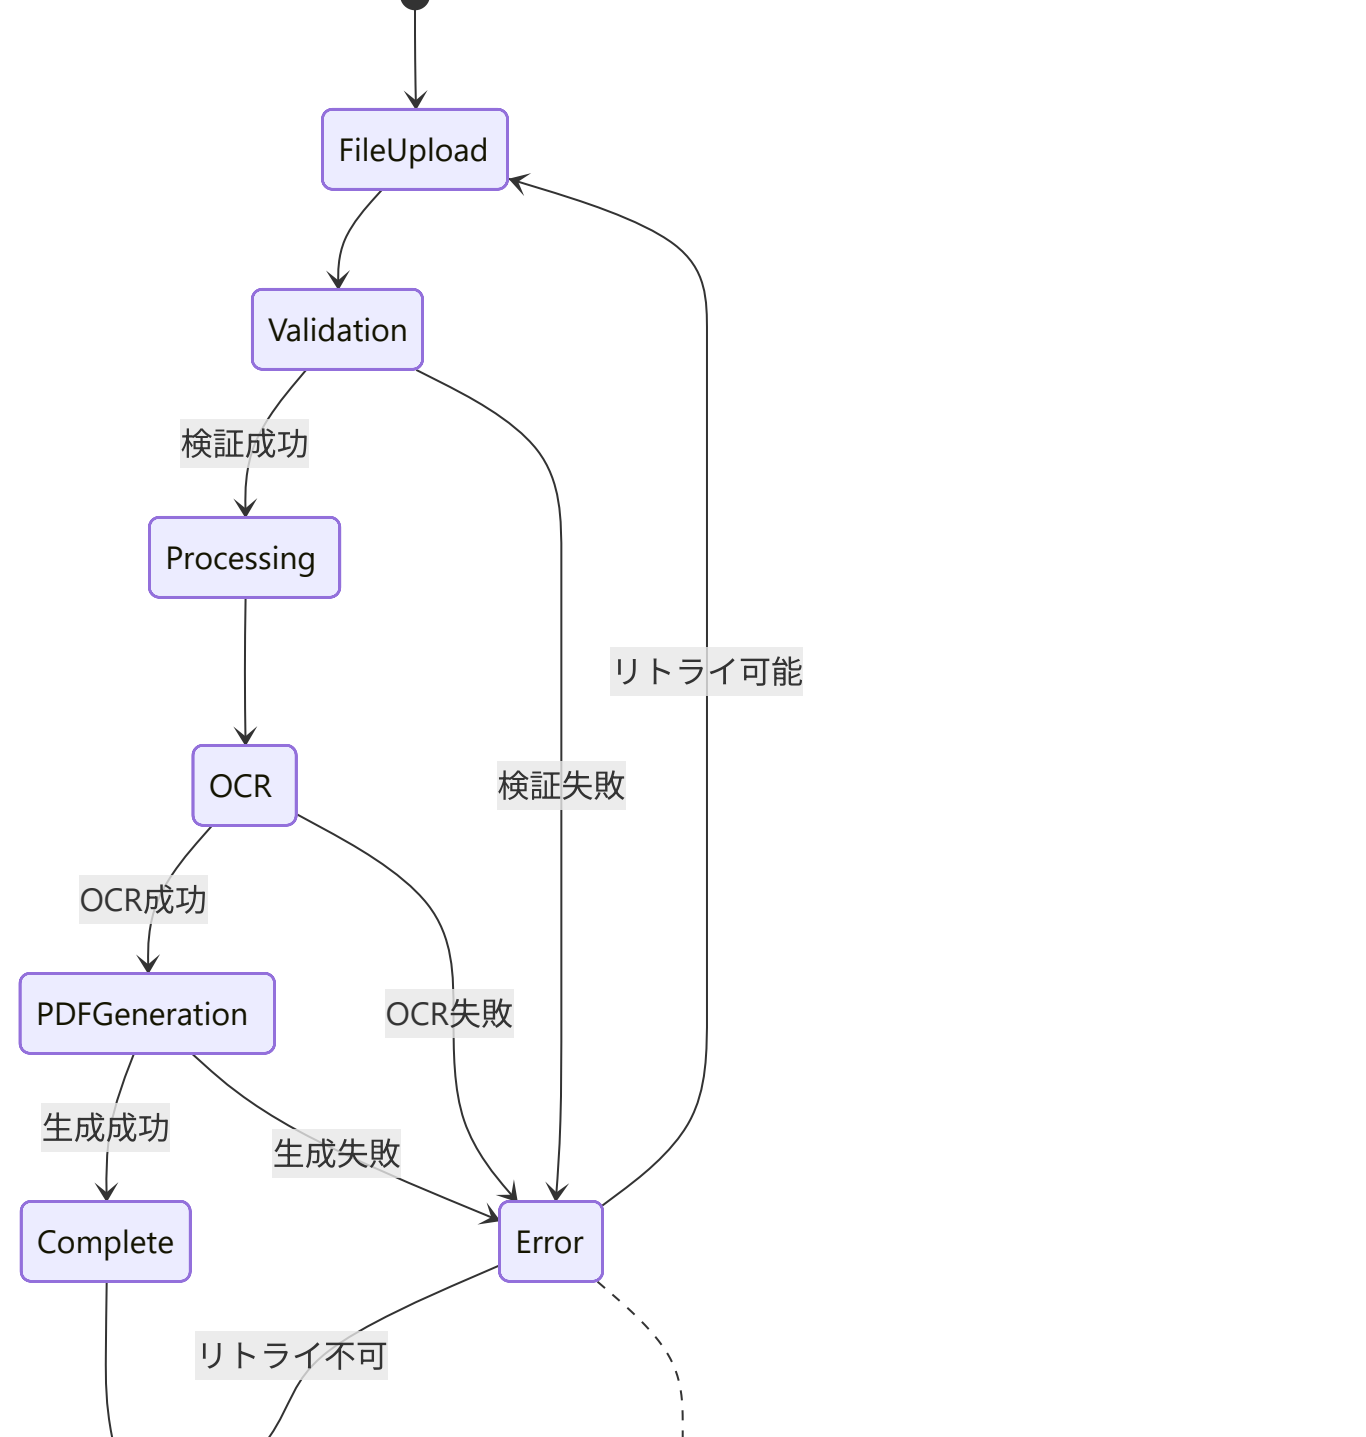 FileUpload
Validation
検証成功
Processing
リトライ可能
OCR
検証失敗
OCR成功
PDFGeneration
OCR失敗
生成成功
生成失敗
Complete
Error
リトライ不可